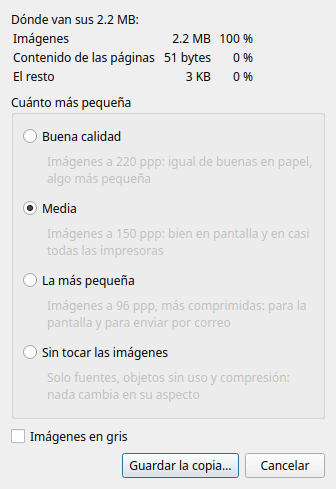 Dónde van sus 2.2 MB:
Imágenes 2.2 MB 100 %
Contenido de las páginas 51 bytes 0 %
El resto 3 KB 0 %
Cuánto más pequeña
Buena calidad
Imágenes a 220 ppp: igual de buenas en papel,
algo más pequeña
Media
Imágenes a 150 ppp: bien en pantalla y en casi
todas las impresoras
La más pequeña
Imágenes a 96 ppp, más comprimidas: para la
pantalla y para enviar por correo
Sin tocar las imágenes
Solo fuentes, objetos sin uso y compresión:
nada cambia en su aspecto
Imágenes en gris
Guardar la copia... Cancelar